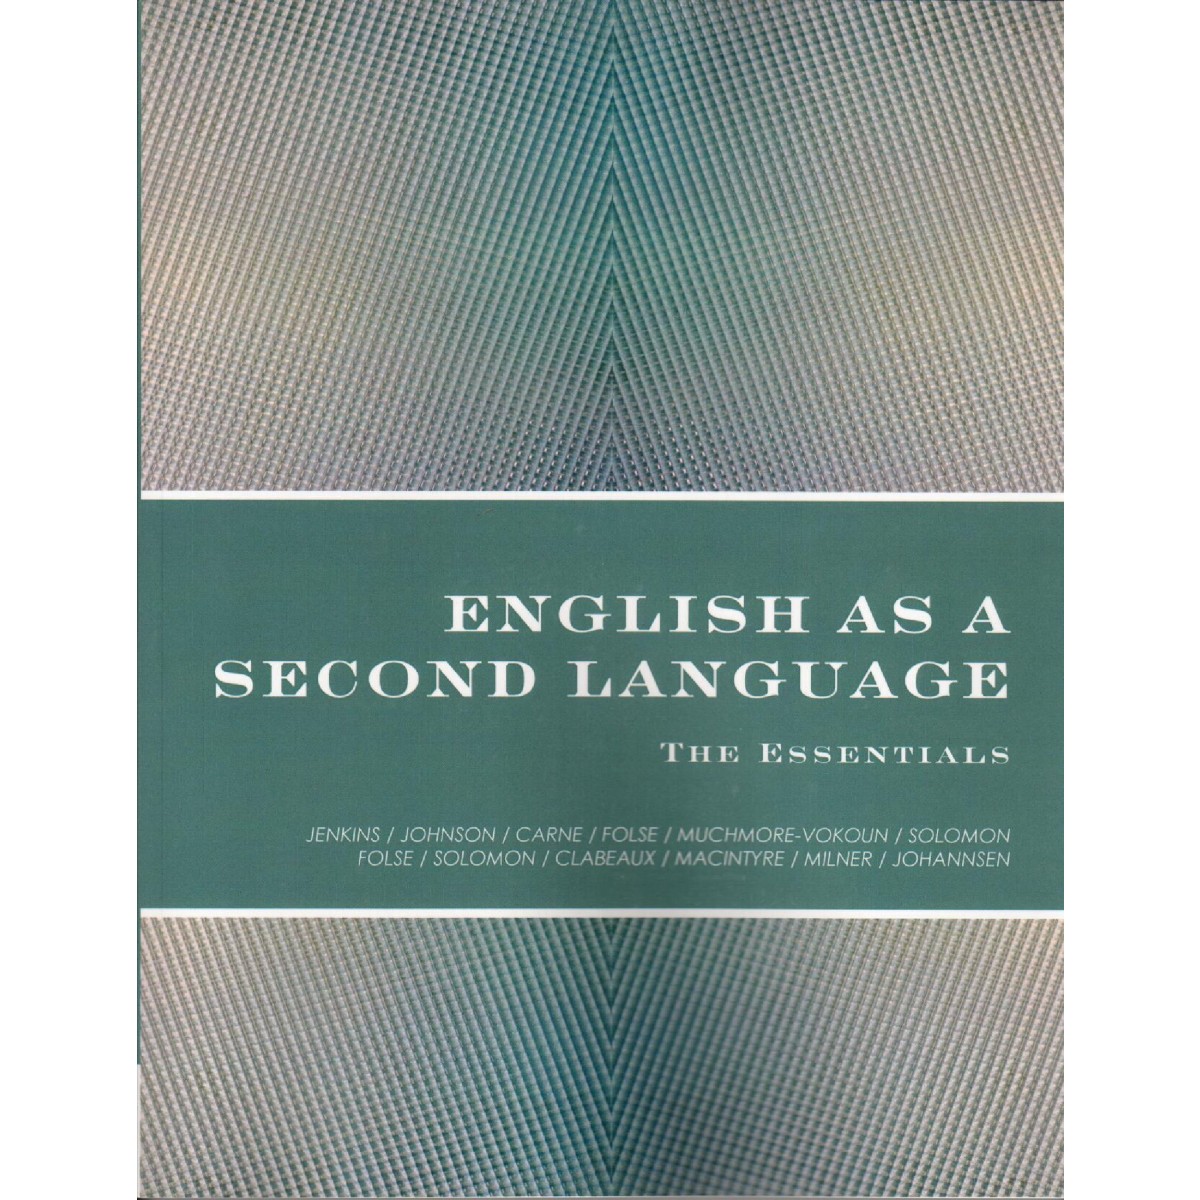 ENGLISH AS A
SECOND LANGUAGE
THE ESSENTIALS
JENKINS / JOHNSON / CARNE / FOLSE / MUCHMORE-VOKOUN / SOLOMON
FOLSE / SOLOMON / CLABEAUX / MACINTYRE / MILNER / JOHANNSEN